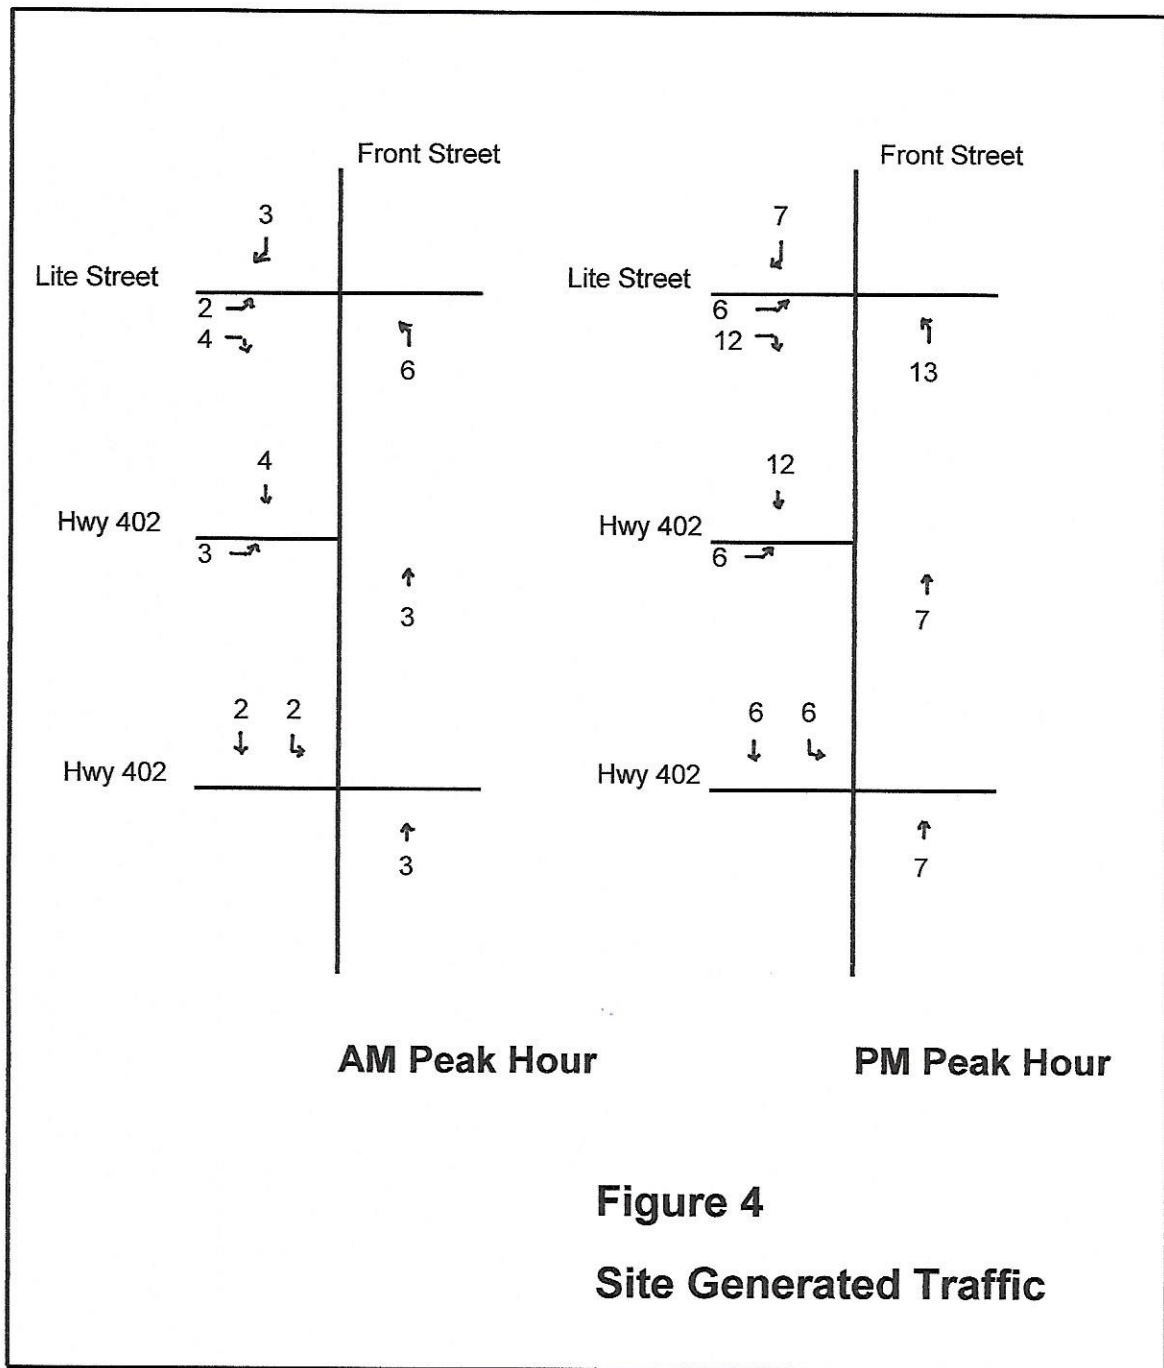 Front Street
3
Lite Street
2
4
6
4
Hwy 402
3
3
2 2
Hwy 402
3
AM Peak Hour
Front Street
7
Lite Street
6
12
13
12
Hwy 402
6
7
6 6
Hwy 402
7
PM Peak Hour
Figure 4
Site Generated Traffic